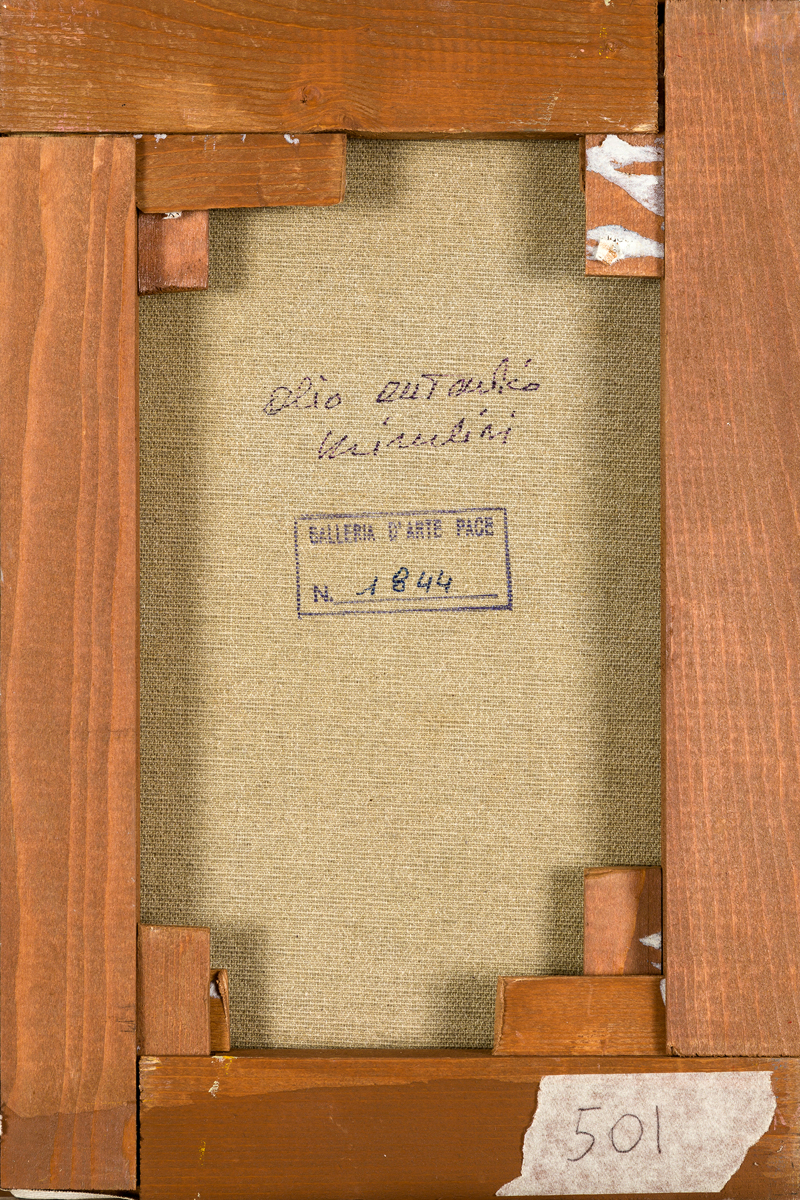 olio autentico
GALLERIA D'ARTE PACE
N. 1844
501